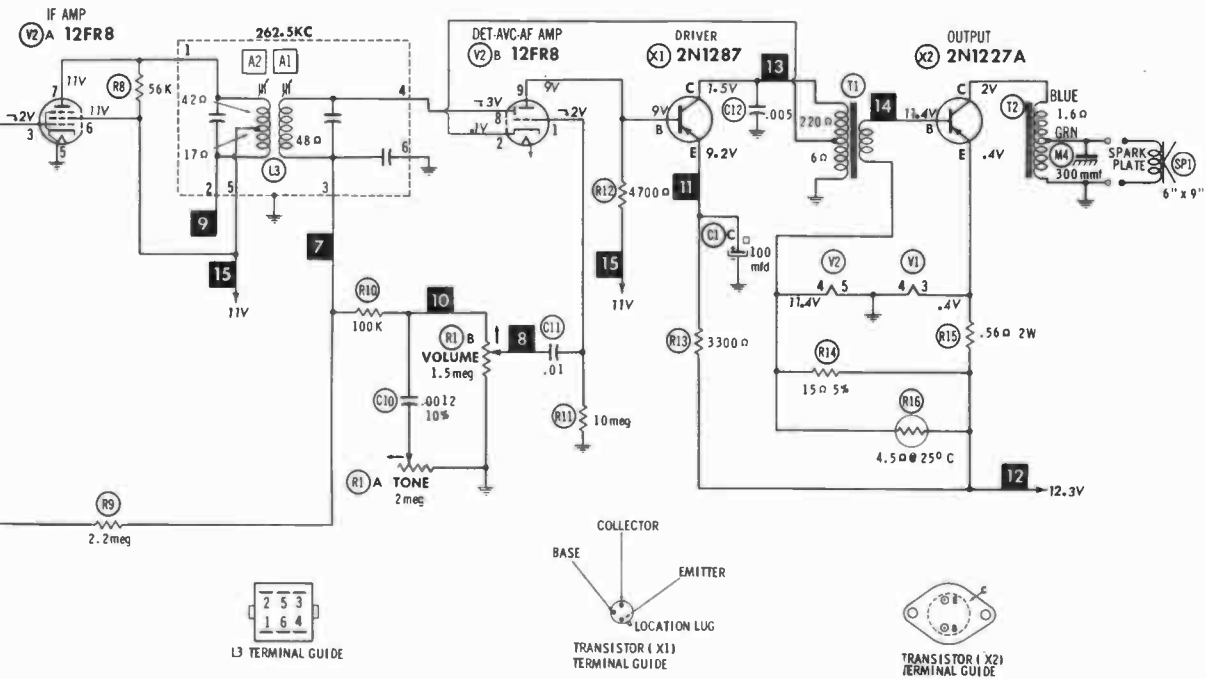 IF AMP
V2 A 12FR8
262.5KC
DET-AVC-AF AMP
V2 B 12FR8
DRIVER
X1 2N1287
OUTPUT
X2 2N1227A
1
A2 A1
4
7
11V
R8
56K
11V
¬2V
3
6
5
42Ω
17Ω
48Ω
L3
6
2
5
3
9
7
15
11V
9
9V
¬3V
8
.1V
2
¬2V
1
9V
B
C
1.5V
E
9.2V
13
C12
.005
T1
220Ω
6Ω
14
11.4V
B
C
2V
E
.4V
T2
BLUE
1.6Ω
GRN
M4
300mmf
SPARK
PLATE
SP1
6" x 9"
R12
4700Ω
11
C1 C
100
mfd
15
11V
V2
4 5
11.4V
V1
4 3
.4V
R10
100K
10
R1 B
VOLUME
1.5meg
8
C11
.01
R13
3300Ω
R15
.56Ω 2W
R14
15Ω 5%
C10
.0012
10%
R11
10meg
R16
4.5Ω@25°C
R1 A TONE
2meg
12
12.3V
R9
2.2meg
COLLECTOR
BASE
EMITTER
LOCATION LUG
TRANSISTOR (X1)
TERMINAL GUIDE
2 5 3
1 6 4
L3 TERMINAL GUIDE
C
E
B
TRANSISTOR (X2)
TERMINAL GUIDE